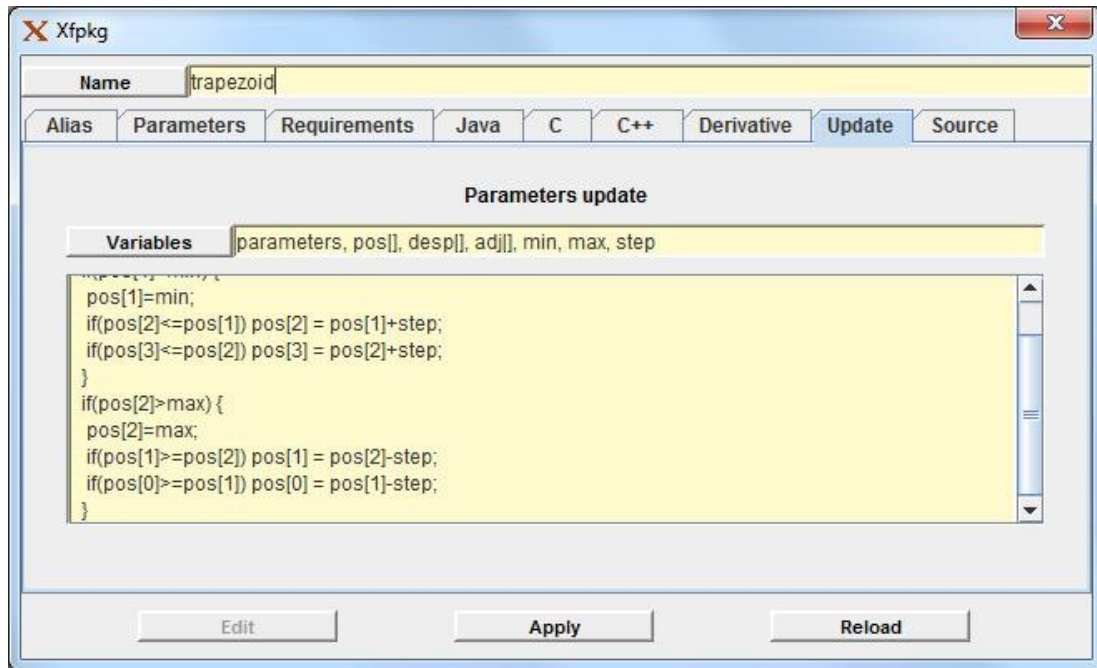 Xfpkg
Name trapezoid
Alias Parameters Requirements Java C C++ Derivative Update Source
Parameters update
Variables parameters, pos[], desp[], adj[], min, max, step
pos[1]=min;
if(pos[2]<=pos[1]) pos[2] = pos[1]+step;
if(pos[3]<=pos[2]) pos[3] = pos[2]+step;
}
if(pos[2]>max) {
pos[2]=max;
if(pos[1]>=pos[2]) pos[1] = pos[2]-step;
if(pos[0]>=pos[1]) pos[0] = pos[1]-step;
}
Edit Apply Reload